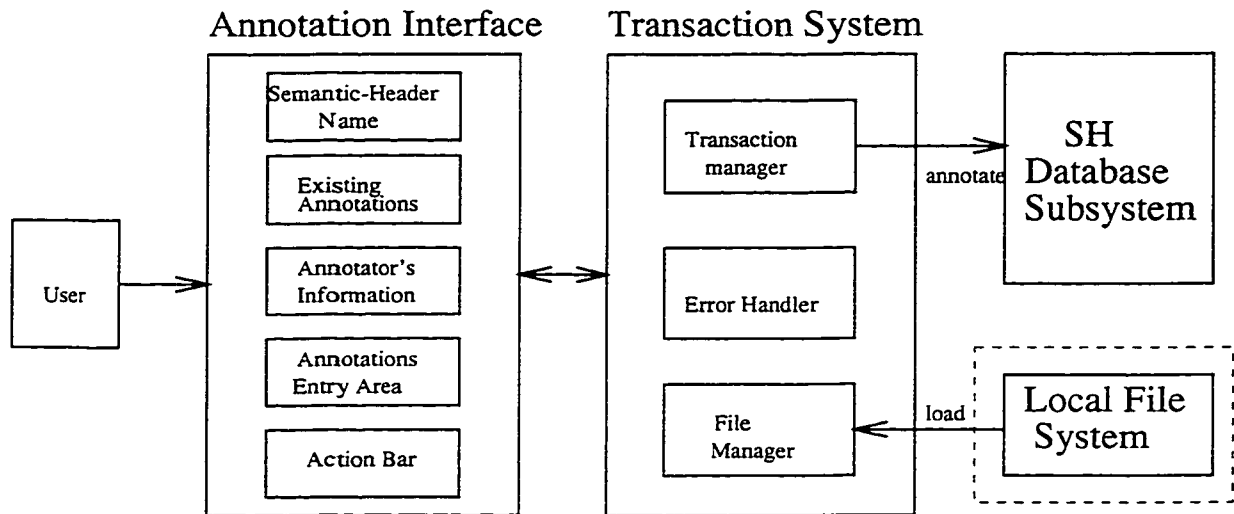 Annotation Interface
Transaction System
Semantic-Header
Name
Existing
Annotations
Annotator's
Information
Annotations
Entry Area
Action Bar
User
Transaction
manager
Error Handler
File
Manager
annotate
load
SH
Database
Subsystem
Local File
System